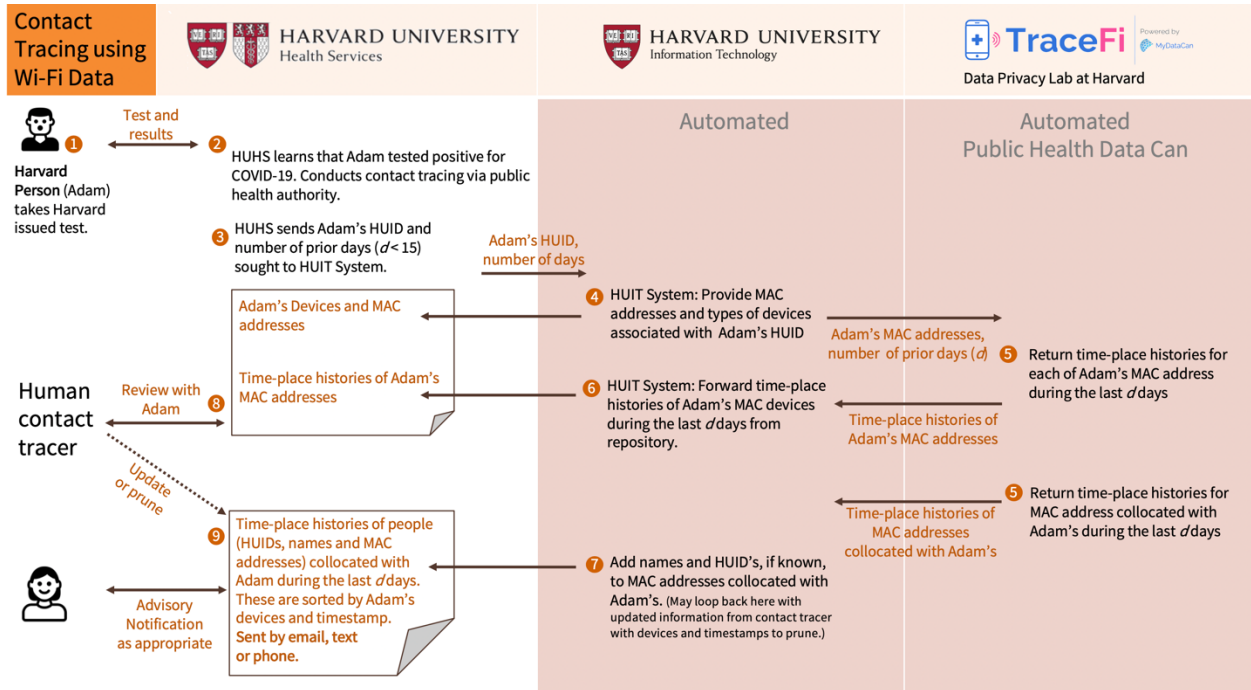 Contact
Tracing using
Wi-Fi Data
VE RI
TAS
HARVARD UNIVERSITY
Health Services
VE RI
TAS
HARVARD UNIVERSITY
Information Technology
TraceFi
Powered by
MyDataCan
Data Privacy Lab at Harvard
Automated
Automated
Public Health Data Can
1
Harvard
Person (Adam)
takes Harvard
issued test.
Test and
results
2
HUHS learns that Adam tested positive for
COVID-19. Conducts contact tracing via public
health authority.
3
HUHS sends Adam's HUID and
number of prior days (d < 15)
sought to HUIT System.
Adam's HUID,
number of days
4
HUIT System: Provide MAC
addresses and types of devices
associated with Adam's HUID
Adam's Devices and MAC
addresses
Adam's MAC addresses,
number of prior days (d)
5
Return time-place histories for
each of Adam's MAC address
during the last d days
Time-place histories of
Adam's MAC addresses
6
HUIT System: Forward time-place
histories of Adam's MAC devices
during the last d days from
repository.
Time-place histories of Adam's
MAC addresses
Human
contact
tracer
Review with
Adam
8
Update
or prune
5
Return time-place histories for
MAC address collocated with
Adam's during the last d days
Time-place histories of
MAC addresses
collocated with Adam's
7
Add names and HUID's, if known,
to MAC addresses collocated with
Adam's. (May loop back here with
updated information from contact tracer
with devices and timestamps to prune.)
9
Time-place histories of people
(HUIDs, names and MAC
addresses) collocated with
Adam during the last d days.
These are sorted by Adam's
devices and timestamp.
Sent by email, text
or phone.
Advisory
Notification
as appropriate